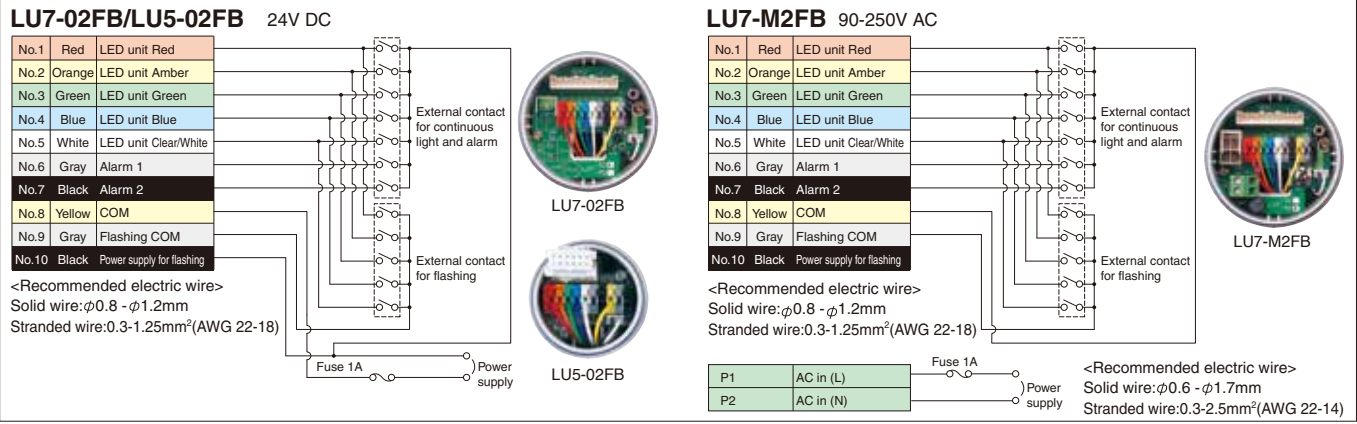 LU7-02FB/LU5-02FB 24V DC
No.1 Red LED unit Red
No.2 Orange LED unit Amber
No.3 Green LED unit Green
No.4 Blue LED unit Blue
No.5 White LED unit Clear/White
No.6 Gray Alarm 1
No.7 Black Alarm 2
No.8 Yellow COM
No.9 Gray Flashing COM
No.10 Black Power supply for flashing
External contact
for continuous
light and alarm
External contact
for flashing
<Recommended electric wire>
Solid wire:φ0.8 -φ1.2mm
Stranded wire:0.3-1.25mm²(AWG 22-18)
Fuse 1A
Power
supply
LU7-02FB
LU5-02FB
LU7-M2FB 90-250V AC
No.1 Red LED unit Red
No.2 Orange LED unit Amber
No.3 Green LED unit Green
No.4 Blue LED unit Blue
No.5 White LED unit Clear/White
No.6 Gray Alarm 1
No.7 Black Alarm 2
No.8 Yellow COM
No.9 Gray Flashing COM
No.10 Black Power supply for flashing
External contact
for continuous
light and alarm
External contact
for flashing
LU7-M2FB
<Recommended electric wire>
Solid wire:φ0.8 -φ1.2mm
Stranded wire:0.3-1.25mm²(AWG 22-18)
P1 AC in (L)
P2 AC in (N)
Fuse 1A
Power
supply
<Recommended electric wire>
Solid wire:φ0.6 -φ1.7mm
Stranded wire:0.3-2.5mm²(AWG 22-14)